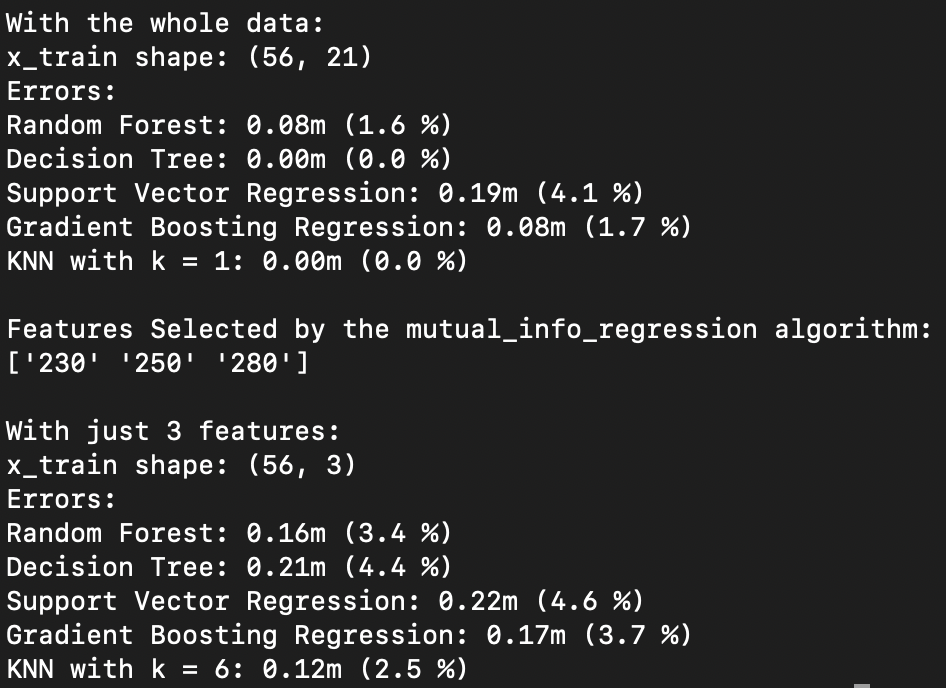 With the whole data:
x_train shape: (56, 21)
Errors:
Random Forest: 0.08m (1.6 %)
Decision Tree: 0.00m (0.0 %)
Support Vector Regression: 0.19m (4.1 %)
Gradient Boosting Regression: 0.08m (1.7 %)
KNN with k = 1: 0.00m (0.0 %)

Features Selected by the mutual_info_regression algorithm:
['230' '250' '280']

With just 3 features:
x_train shape: (56, 3)
Errors:
Random Forest: 0.16m (3.4 %)
Decision Tree: 0.21m (4.4 %)
Support Vector Regression: 0.22m (4.6 %)
Gradient Boosting Regression: 0.17m (3.7 %)
KNN with k = 6: 0.12m (2.5 %)